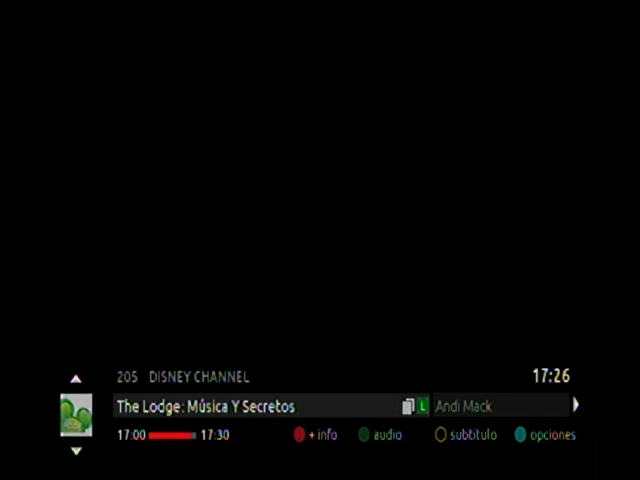 205 DISNEY CHANNEL 17:26
The Lodge: Música Y Secretos L Andi Mack
17:00 17:30 + info audio subtítulo opciones